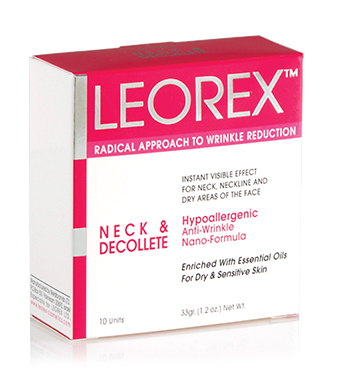 LEOREX™
RADICAL APPROACH TO WRINKLE REDUCTION
INSTANT VISIBLE EFFECT
FOR NECK, NECKLINE AND
DRY AREAS OF THE FACE
NECK &
DECOLLETE
Hypoallergenic
Anti-Wrinkle
Nano-Formula
Enriched With Essential Oils
For Dry & Sensitive Skin
10 Units
33gr. (1.2 oz.) Net Wt.